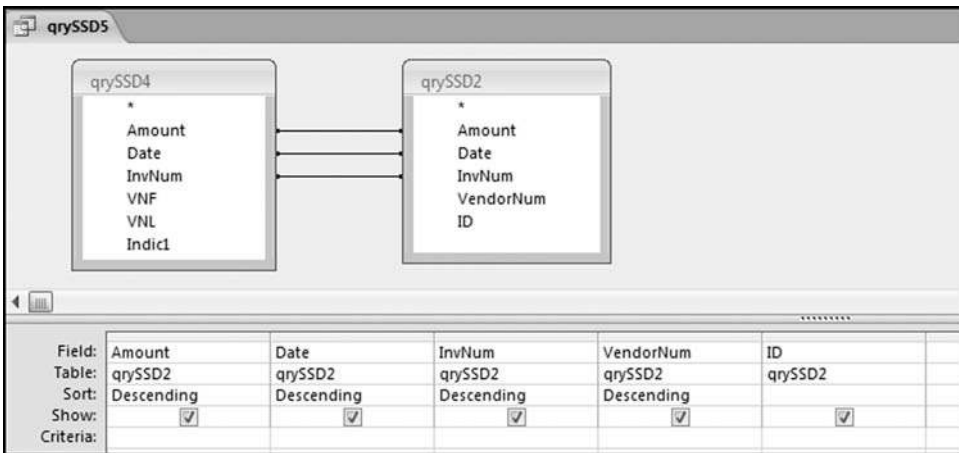 qrySSD5
qrySSD4
*
Amount
Date
InvNum
VNF
VNL
Indic1
qrySSD2
*
Amount
Date
InvNum
VendorNum
ID
Field: Amount Date InvNum VendorNum ID
Table: qrySSD2 qrySSD2 qrySSD2 qrySSD2 qrySSD2
Sort: Descending Descending Descending Descending
Show:
Criteria: